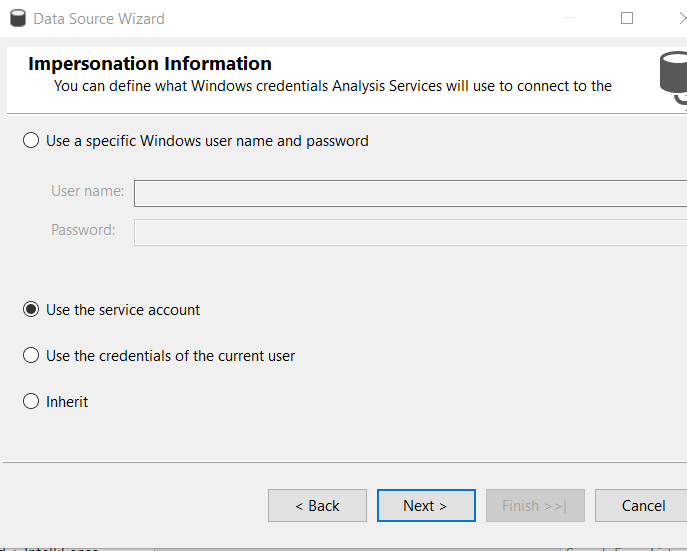 Data Source Wizard
Impersonation Information
You can define what Windows credentials Analysis Services will use to connect to the
Use a specific Windows user name and password
User name:
Password:
Use the service account
Use the credentials of the current user
Inherit
< Back
Next >
Finish >>|
Cancel